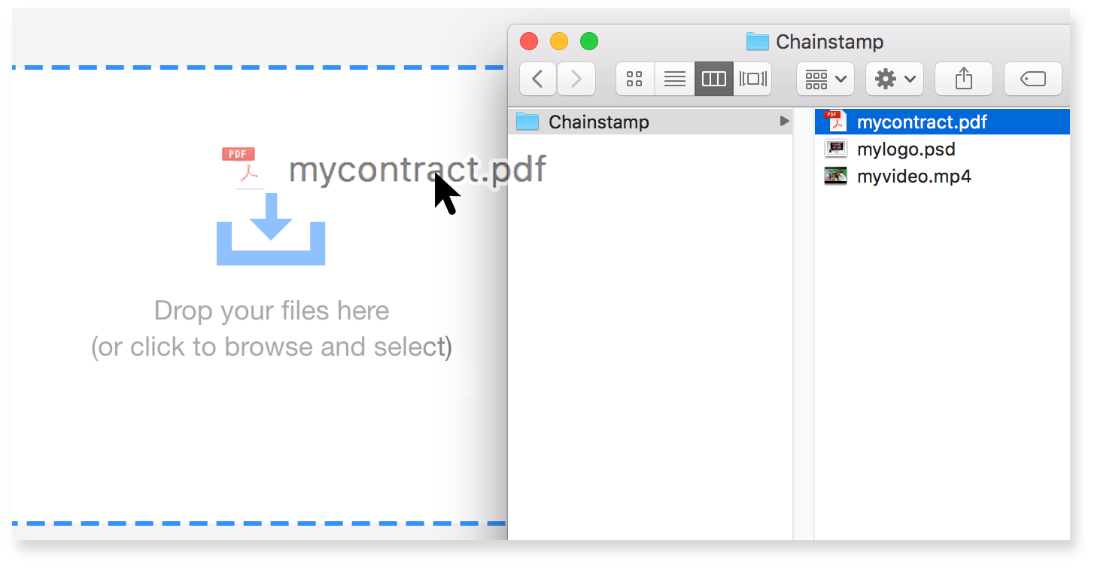 Chainstamp
Chainstamp
mycontract.pdf
mylogo.psd
myvideo.mp4
PDF
mycontract.pdf
Drop your files here
(or click to browse and select)
PDF